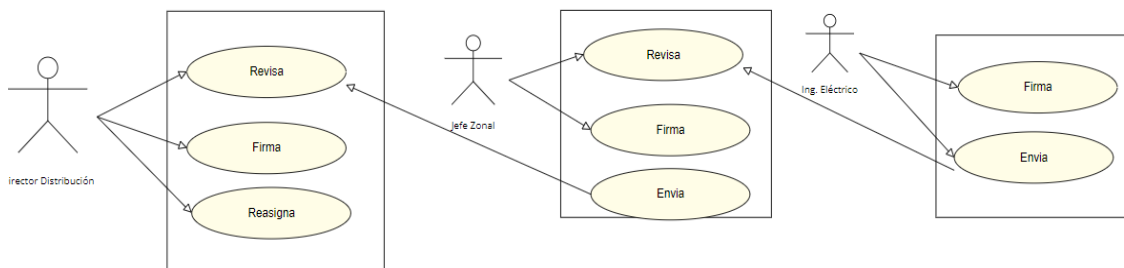 Revisa
Firma
Reasigna
irector Distribución
Revisa
Firma
Envia
Jefe Zonal
Ing. Eléctrico
Firma
Envia